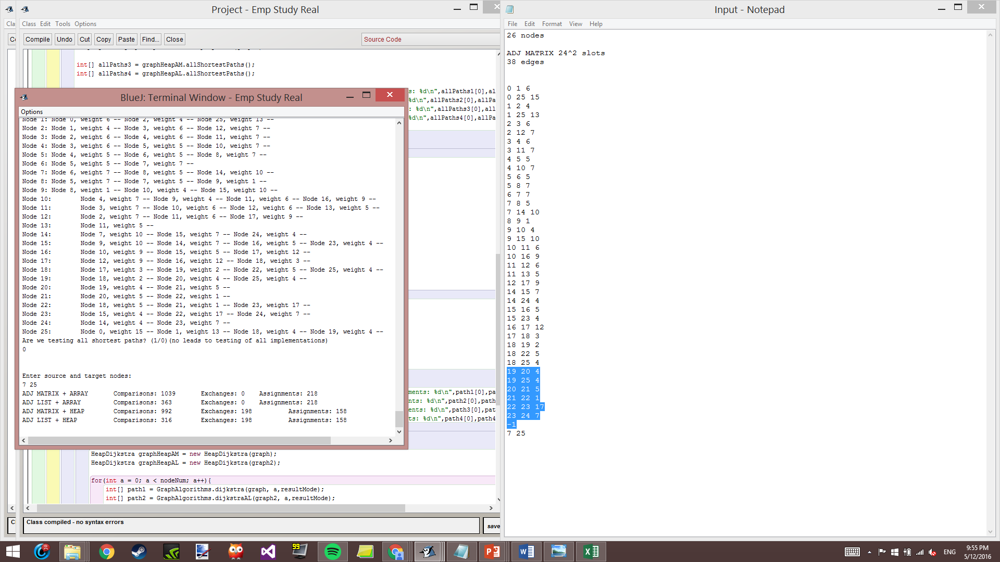 Project - Emp Study Real
Class Edit Tools Options
Compile Undo Cut Copy Paste Find... Close
Source Code
int[] allPaths3 = graphHeapAM.allShortestPaths();
int[] allPaths4 = graphHeapAL.allShortestPaths();
s: %d\n",allPaths1[0],al
%d\n",allPaths2[0],allPa
: %d\n",allPaths3[0],all
%d\n",allPaths4[0],allPa
BlueJ: Terminal Window - Emp Study Real
Options
Node 1: Node 0, weight 6 -- Node 2, weight 4 -- Node 25, weight 13 --
Node 2: Node 1, weight 4 -- Node 3, weight 6 -- Node 12, weight 7 --
Node 3: Node 2, weight 6 -- Node 4, weight 6 -- Node 11, weight 7 --
Node 4: Node 3, weight 6 -- Node 5, weight 5 -- Node 10, weight 7 --
Node 5: Node 4, weight 5 -- Node 6, weight 5 -- Node 8, weight 7 --
Node 6: Node 5, weight 5 -- Node 7, weight 7 --
Node 7: Node 6, weight 7 -- Node 8, weight 5 -- Node 14, weight 10 --
Node 8: Node 5, weight 7 -- Node 7, weight 5 -- Node 9, weight 1 --
Node 9: Node 8, weight 1 -- Node 10, weight 4 -- Node 15, weight 10 --
Node 10: Node 4, weight 7 -- Node 9, weight 4 -- Node 11, weight 6 -- Node 16, weight 9 --
Node 11: Node 3, weight 7 -- Node 10, weight 6 -- Node 12, weight 6 -- Node 13, weight 5 --
Node 12: Node 2, weight 7 -- Node 11, weight 6 -- Node 17, weight 9 --
Node 13: Node 11, weight 5 --
Node 14: Node 7, weight 10 -- Node 15, weight 7 -- Node 24, weight 4 --
Node 15: Node 9, weight 10 -- Node 14, weight 7 -- Node 16, weight 5 -- Node 23, weight 4 --
Node 16: Node 10, weight 9 -- Node 15, weight 5 -- Node 17, weight 12 --
Node 17: Node 12, weight 9 -- Node 16, weight 12 -- Node 18, weight 3 --
Node 18: Node 17, weight 3 -- Node 19, weight 2 -- Node 22, weight 5 -- Node 25, weight 4 --
Node 19: Node 18, weight 2 -- Node 20, weight 4 -- Node 25, weight 4 --
Node 20: Node 19, weight 4 -- Node 21, weight 5 --
Node 21: Node 20, weight 5 -- Node 22, weight 1 --
Node 22: Node 18, weight 5 -- Node 21, weight 1 -- Node 23, weight 17 --
Node 23: Node 15, weight 4 -- Node 22, weight 17 -- Node 24, weight 7 --
Node 24: Node 14, weight 4 -- Node 23, weight 7 --
Node 25: Node 0, weight 15 -- Node 1, weight 13 -- Node 18, weight 4 -- Node 19, weight 4 --
Are we testing all shortest paths? (1/0)(no leads to testing of all implementations)
0
Enter source and target nodes:
7 25
ADJ MATRIX + ARRAY Comparisons: 1039 Exchanges: 0 Assignments: 218
ADJ LIST + ARRAY Comparisons: 363 Exchanges: 0 Assignments: 218
ADJ MATRIX + HEAP Comparisons: 992 Exchanges: 198 Assignments: 158
ADJ LIST + HEAP Comparisons: 316 Exchanges: 198 Assignments: 158
ments: %d\n",path1[0],pa
nts: %d\n",path2[0],path
ments: %d\n",path3[0],pa
ts: %d\n",path4[0],path4
HeapDijkstra graphHeapAM = new HeapDijkstra(graph);
HeapDijkstra graphHeapAL = new HeapDijkstra(graph2);
for(int a = 0; a < nodeNum; a++){
int[] path1 = GraphAlgorithms.dijkstra(graph, a,resultMode);
int[] path2 = GraphAlgorithms.dijkstraAL(graph2, a,resultMode);
Class compiled - no syntax errors
save
Input - Notepad
File Edit Format View Help
26 nodes
ADJ MATRIX 24^2 slots
38 edges
0 1 6
0 25 15
1 2 4
1 25 13
2 3 6
2 12 7
3 4 6
3 11 7
4 5 5
4 10 7
5 6 5
5 8 7
6 7 7
7 8 5
7 14 10
8 9 1
9 10 4
9 15 10
10 11 6
10 16 9
11 12 6
11 13 5
12 17 9
14 15 7
14 24 4
15 16 5
15 23 4
16 17 12
17 18 3
18 19 2
18 22 5
18 25 4
19 20 4
19 25 4
20 21 5
21 22 1
22 23 17
23 24 7
-1
7 25
99
ENG
9:55 PM
5/12/2016